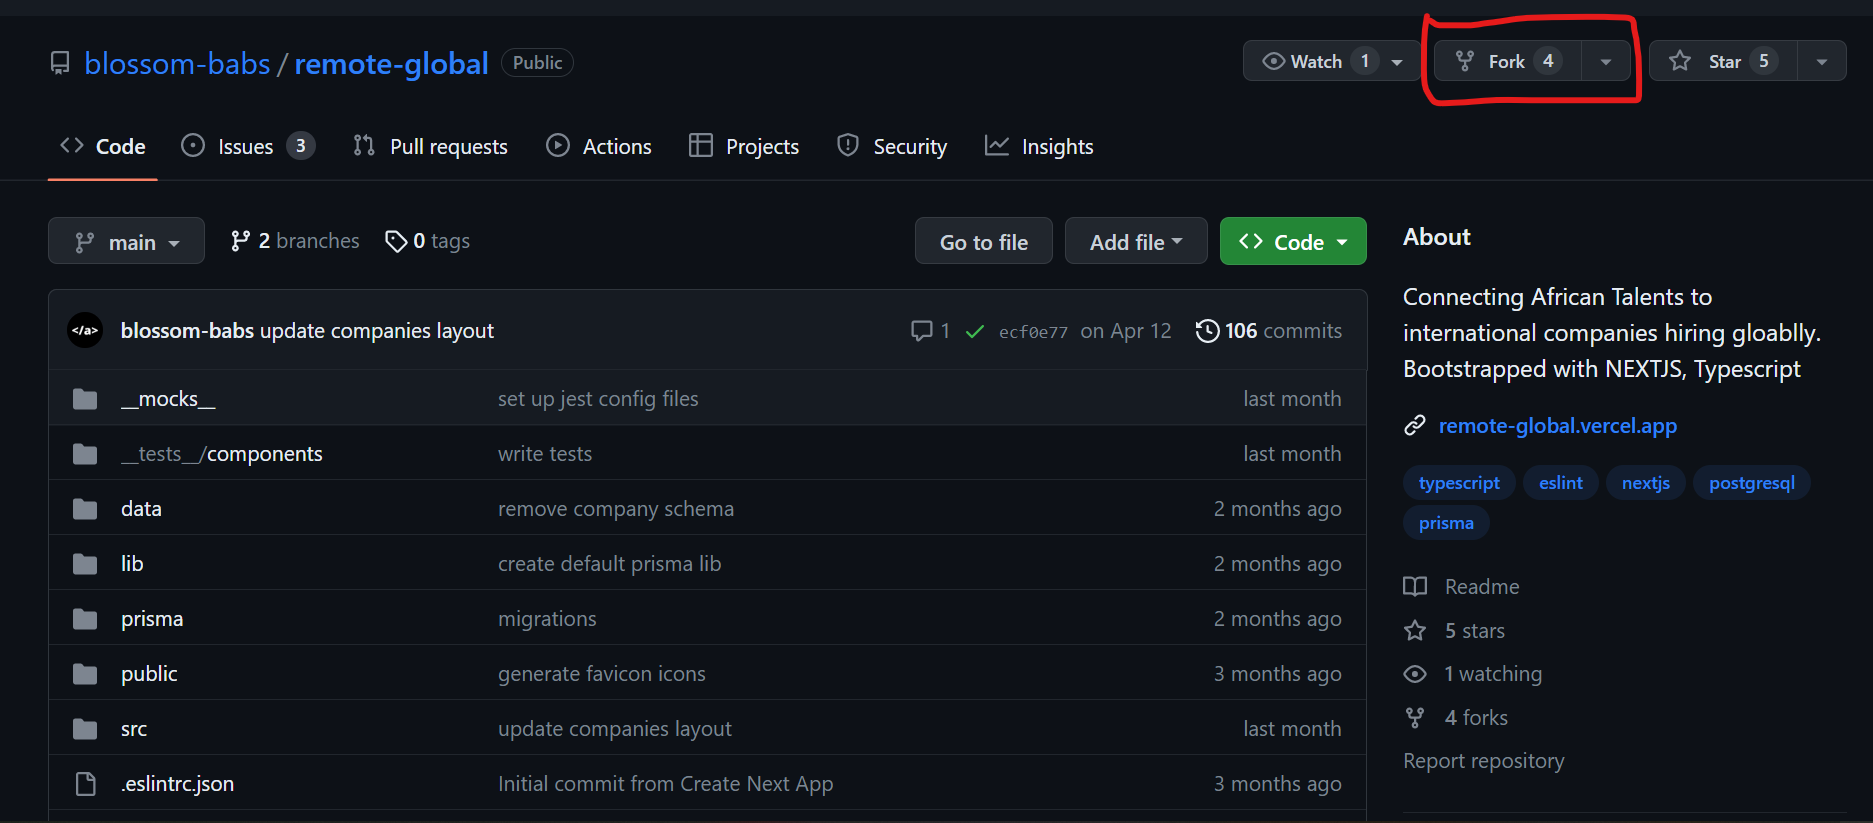 blossom-babs / remote-global Public
Watch 1 Fork 4 Star 5
Code Issues 3 Pull requests Actions Projects Security Insights
main 2 branches 0 tags Go to file Add file Code
</a> blossom-babs update companies layout 1 ecf0e77 on Apr 12 106 commits
__mocks__ set up jest config files last month
__tests__/components write tests last month
data remove company schema 2 months ago
lib create default prisma lib 2 months ago
prisma migrations 2 months ago
public generate favicon icons 3 months ago
src update companies layout last month
.eslintrc.json Initial commit from Create Next App 3 months ago
About
Connecting African Talents to
international companies hiring gloablly.
Bootstrapped with NEXTJS, Typescript
remote-global.vercel.app
typescript eslint nextjs postgresql
prisma
Readme
5 stars
1 watching
4 forks
Report repository